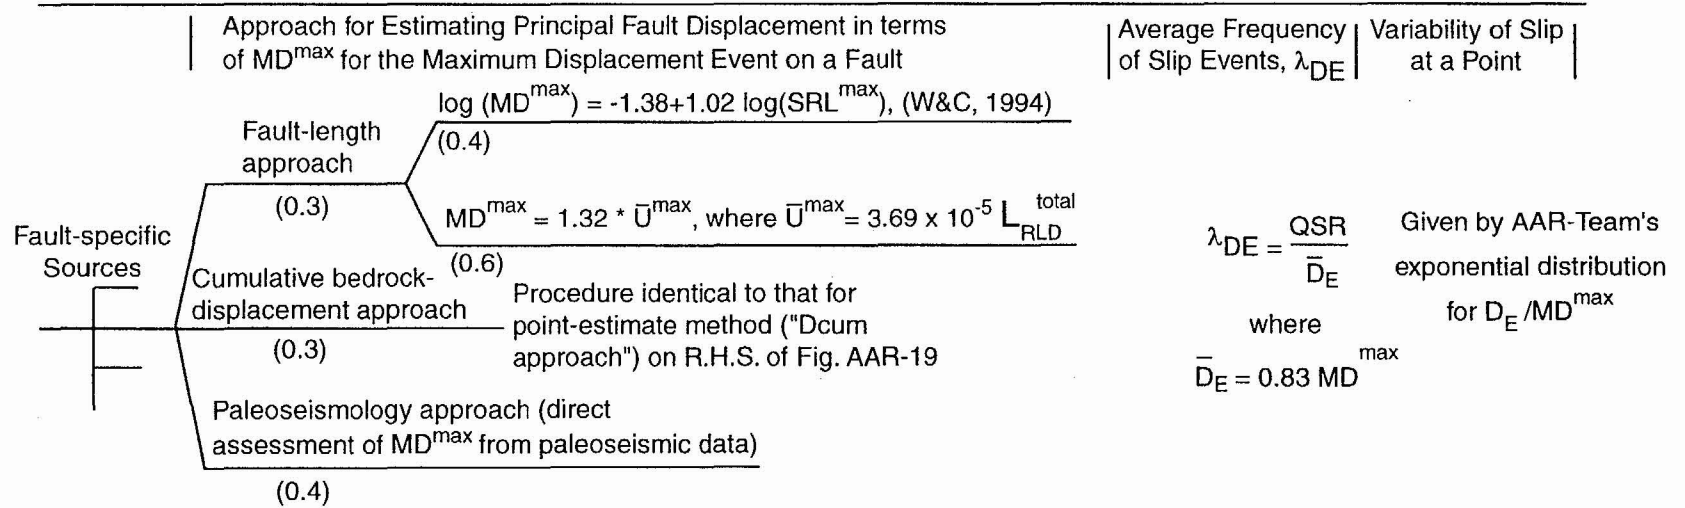 Approach for Estimating Principal Fault Displacement in terms
of MD^max for the Maximum Displacement Event on a Fault
Average Frequency
of Slip Events, λ_DE
Variability of Slip
at a Point
log (MD^max) = -1.38+1.02 log(SRL^max), (W&C, 1994)
(0.4)
Fault-length
approach
(0.3)
MD^max = 1.32 * Ū^max, where Ū^max = 3.69 x 10^-5 L_RLD^total
(0.6)
Fault-specific
Sources
Cumulative bedrock-
displacement approach
(0.3)
Procedure identical to that for
point-estimate method ("Dcum
approach") on R.H.S. of Fig. AAR-19
Paleoseismology approach (direct
assessment of MD^max from paleoseismic data)
(0.4)
λ_DE = QSR / D̄_E
where
D̄_E = 0.83 MD^max
Given by AAR-Team's
exponential distribution
for D_E /MD^max